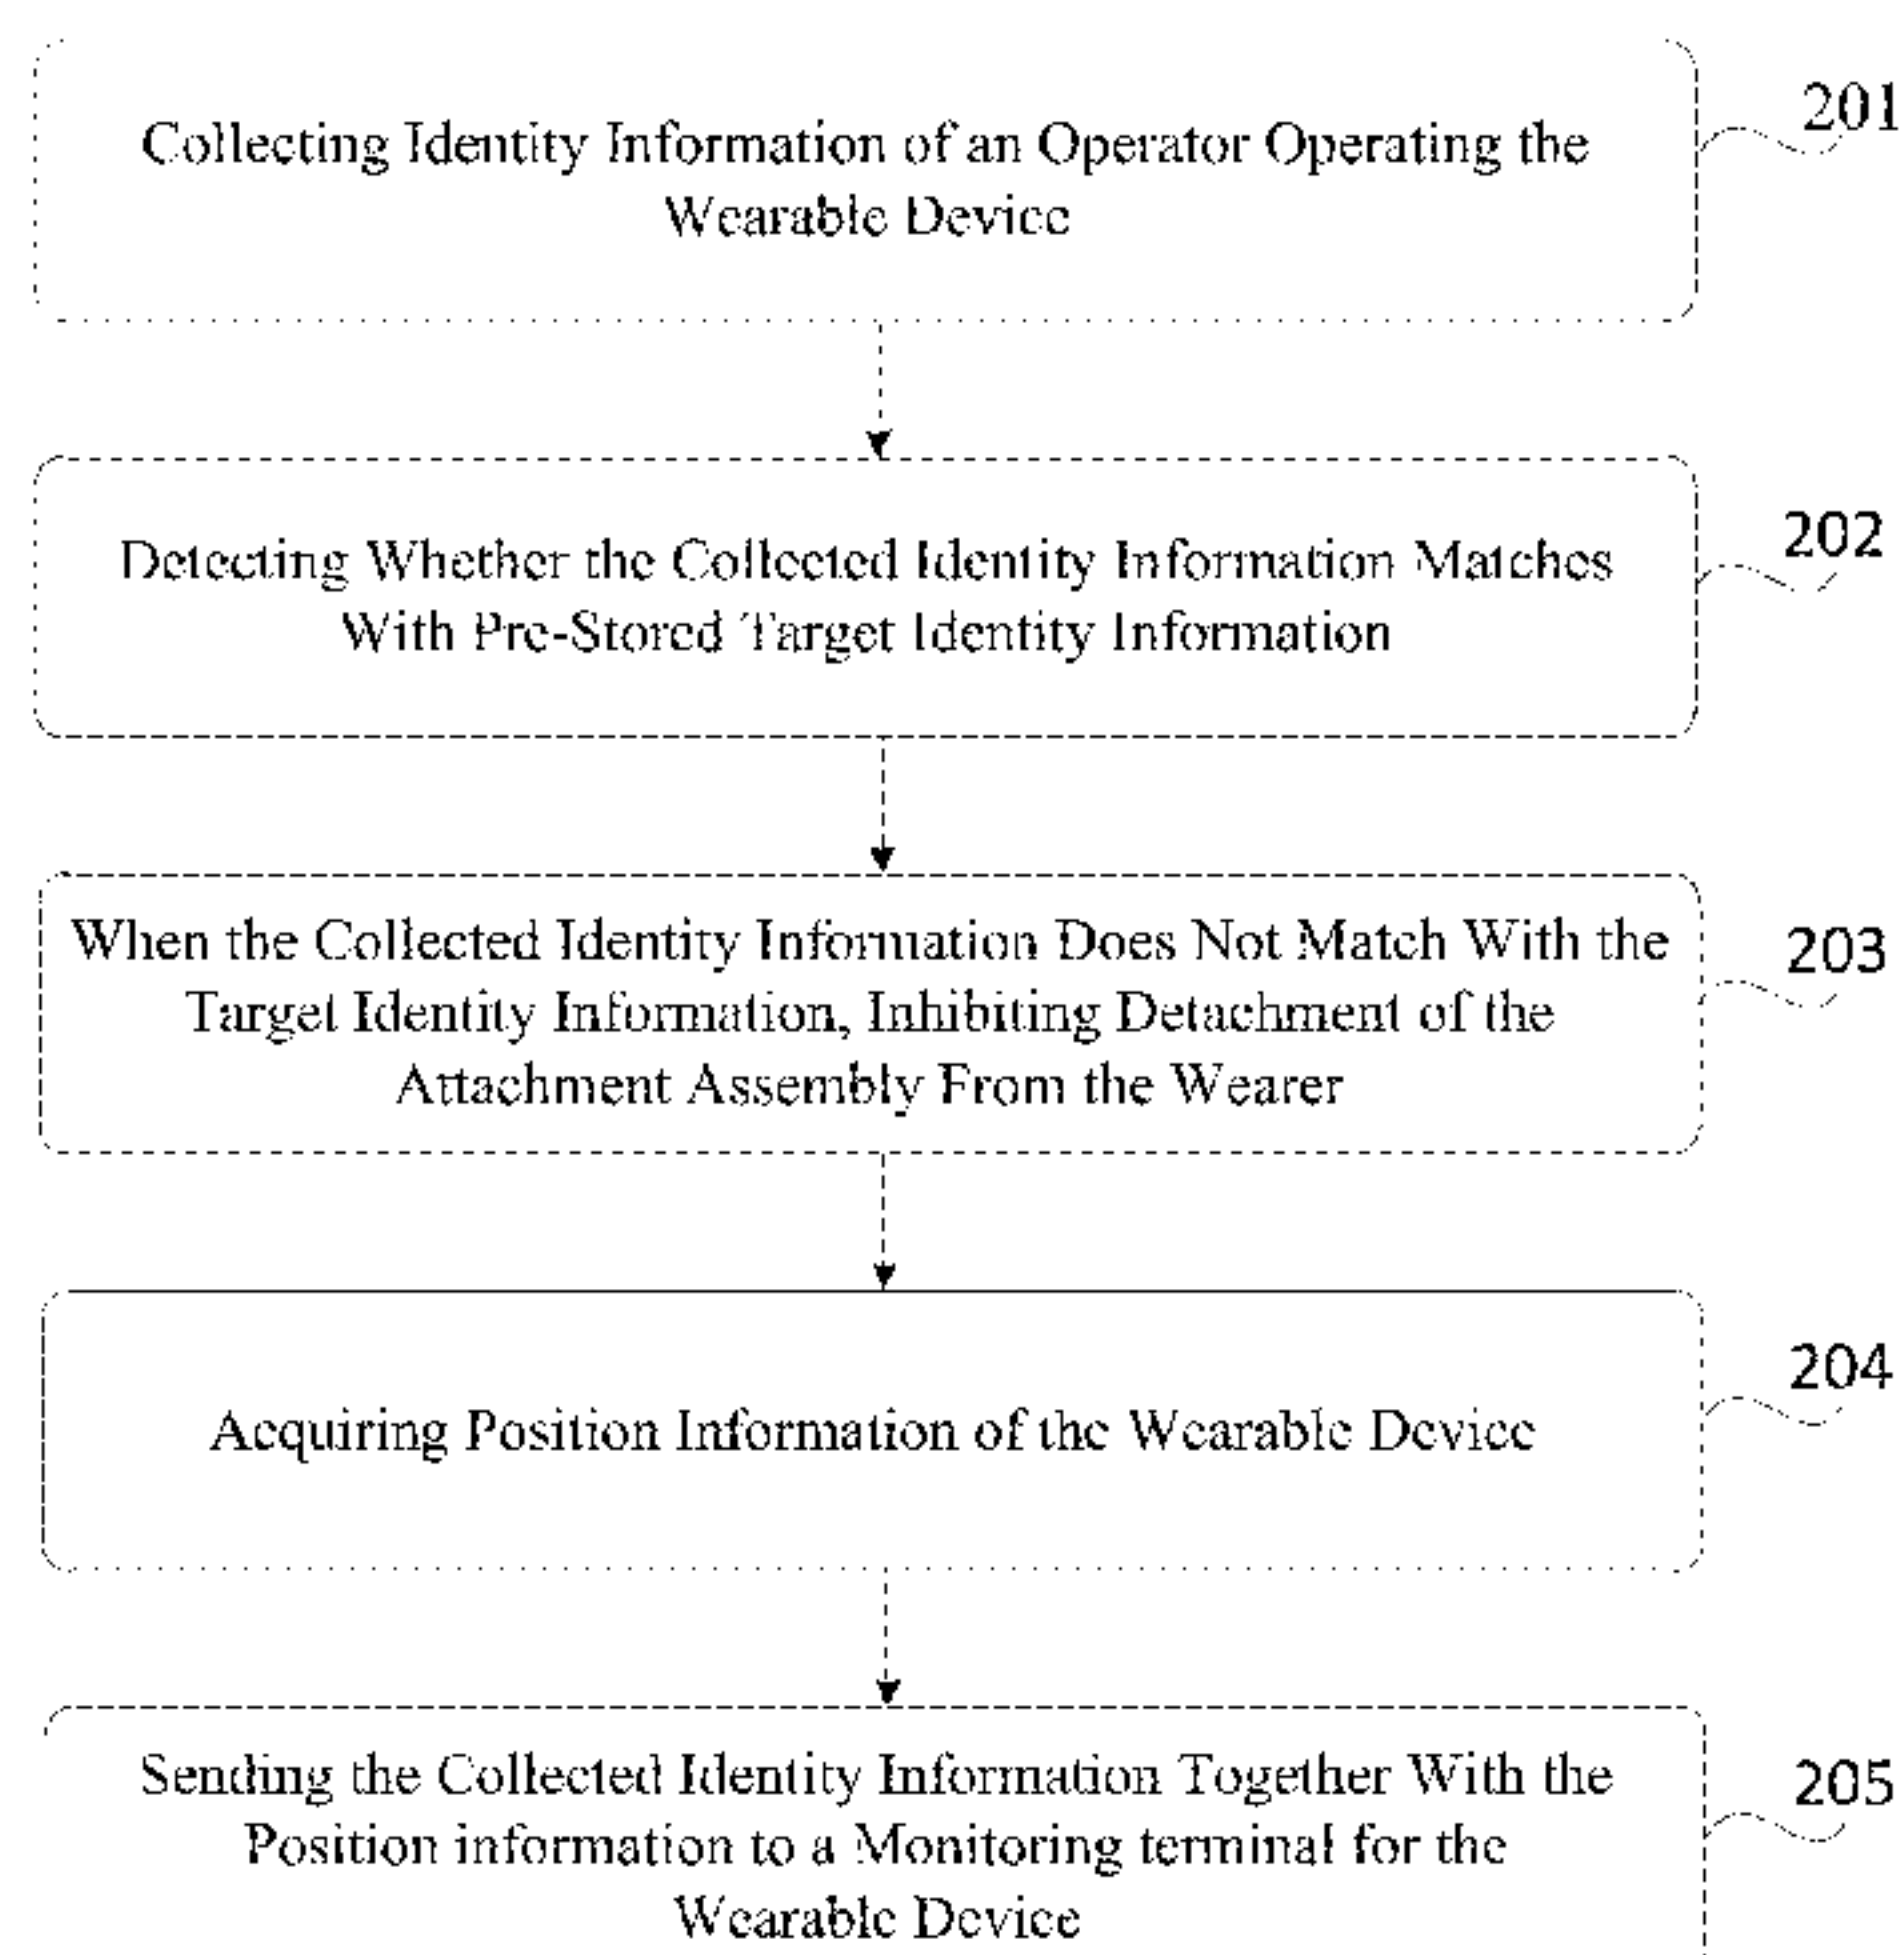 201
Collecting Identity Information of an Operator Operating the
Wearable Device
202
Detecting Whether the Collected Identity Information Matches
With Pre-Stored Target Identity Information
203
When the Collected Identity Information Does Not Match With the
Target Identity Information, Inhibiting Detachment of the
Attachment Assembly From the Wearer
204
Acquiring Position Information of the Wearable Device
205
Sending the Collected Identity Information Together With the
Position information to a Monitoring terminal for the
Wearable Device